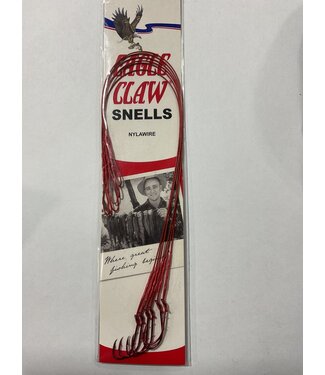 EAGLE
CLAW
SNELLS
NYLAWIRE
Where great
fishing begins